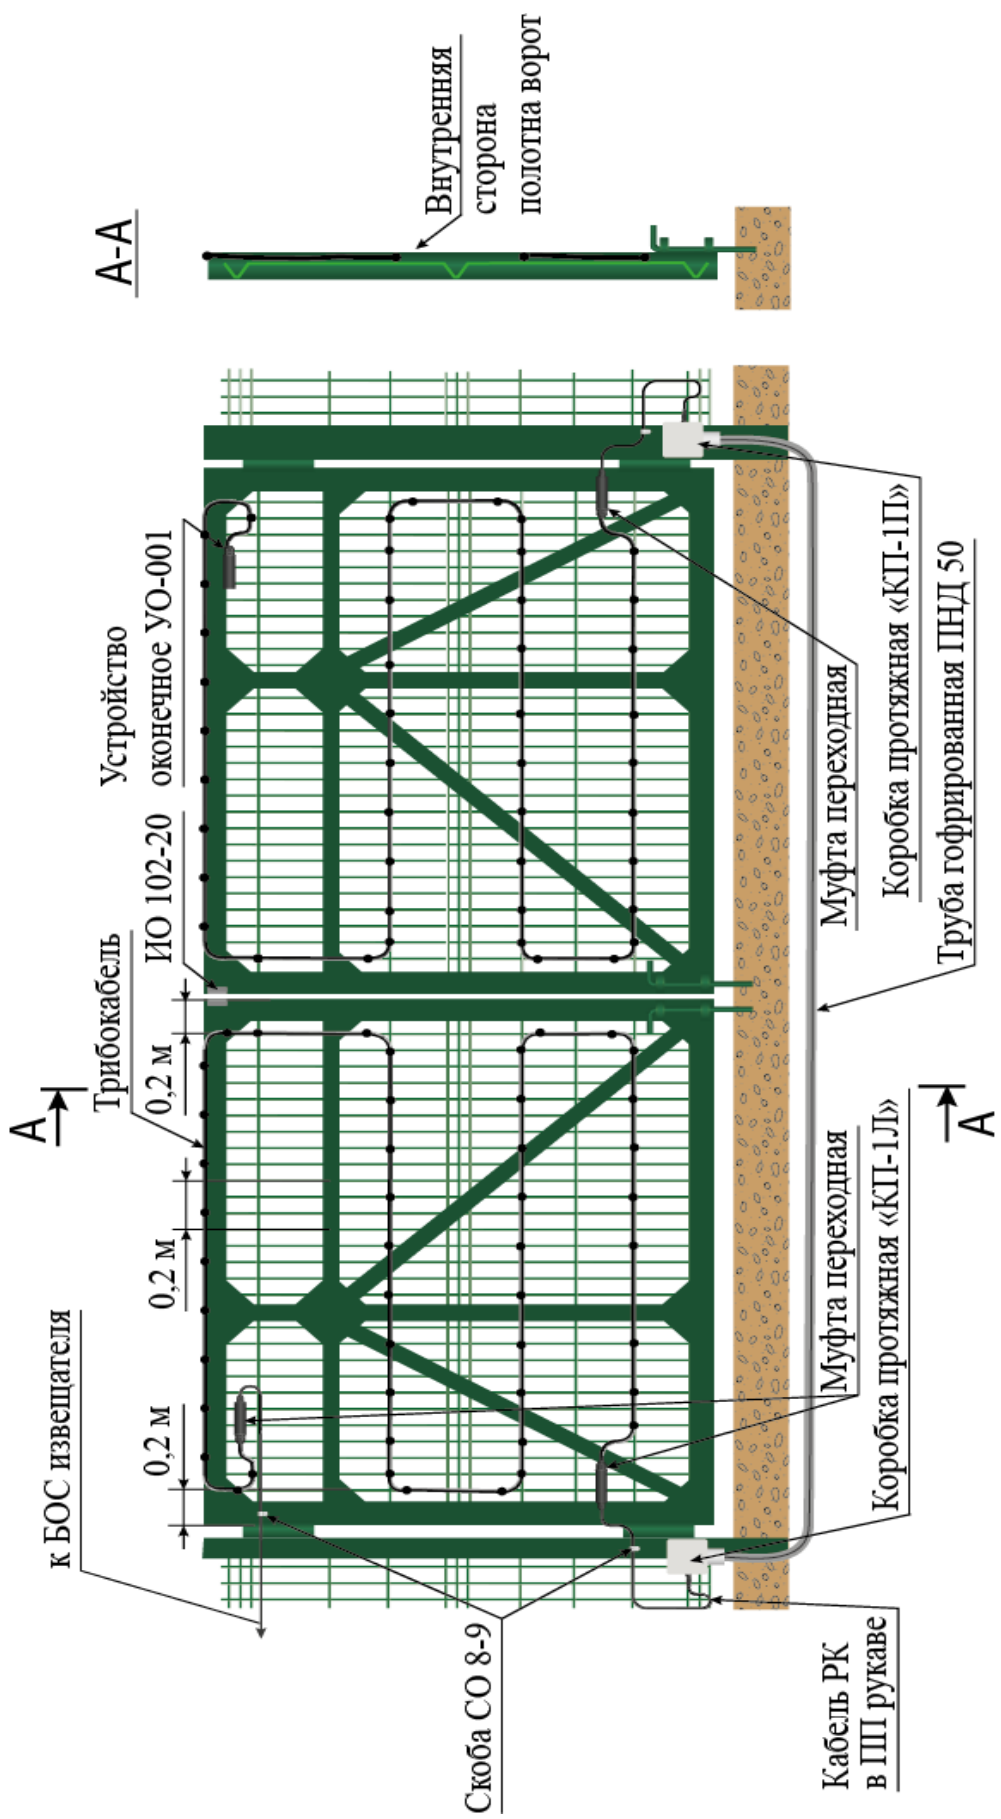 к БОС извещателя
0,2 м
0,2 м
0,2 м
А
Трибокабель
ИО 102-20
Устройство
оконечное УО-001
А-А
Внутренняя
сторона
полотна ворот
Скоба СО 8-9
Кабель РК
в ПП рукаве
Муфта переходная
Коробка протяжная «КП-1Л»
А
Муфта переходная
Коробка протяжная «КП-1П»
Труба гофрированная ПНД 50